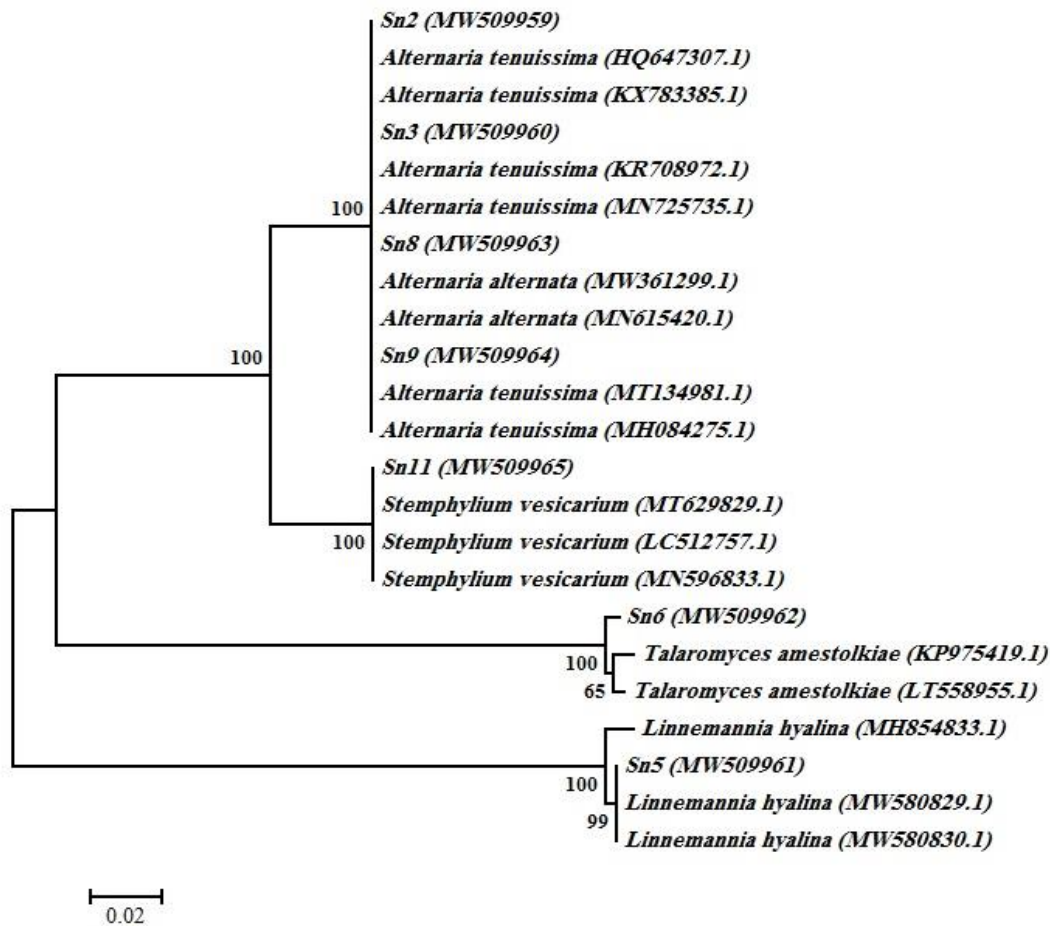 Sn2 (MW509959)
Alternaria tenuissima (HQ647307.1)
Alternaria tenuissima (KX783385.1)
Sn3 (MW509960)
Alternaria tenuissima (KR708972.1)
100
Alternaria tenuissima (MN725735.1)
Sn8 (MW509963)
Alternaria alternata (MW361299.1)
Alternaria alternata (MN615420.1)
100
Sn9 (MW509964)
Alternaria tenuissima (MT134981.1)
Alternaria tenuissima (MH084275.1)
Sn11 (MW509965)
Stemphylium vesicarium (MT629829.1)
100
Stemphylium vesicarium (LC512757.1)
Stemphylium vesicarium (MN596833.1)
Sn6 (MW509962)
100
Talaromyces amestolkiae (KP975419.1)
65
Talaromyces amestolkiae (LT558955.1)
Linnemannia hyalina (MH854833.1)
Sn5 (MW509961)
100
Linnemannia hyalina (MW580829.1)
99
Linnemannia hyalina (MW580830.1)
0.02